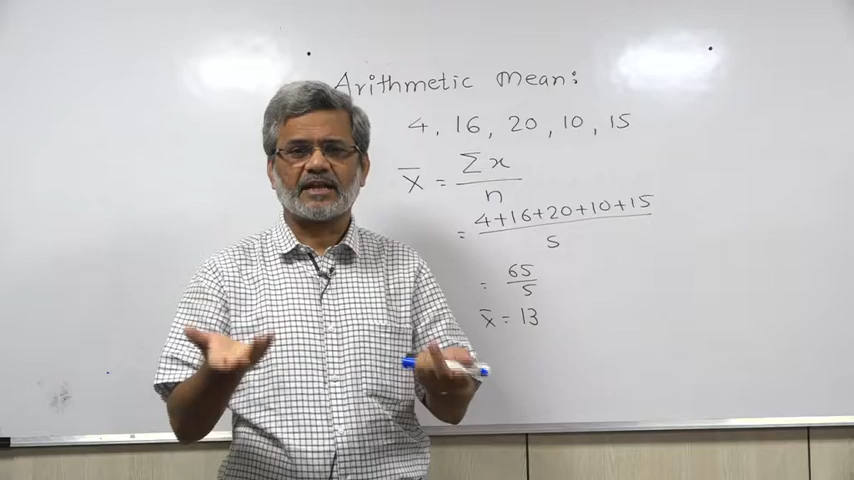 Arithmetic Mean:
4, 16, 20, 10, 15
X̄ = Σx / n
= 4+16+20+10+15 / 5
= 65 / 5
x̄ = 13